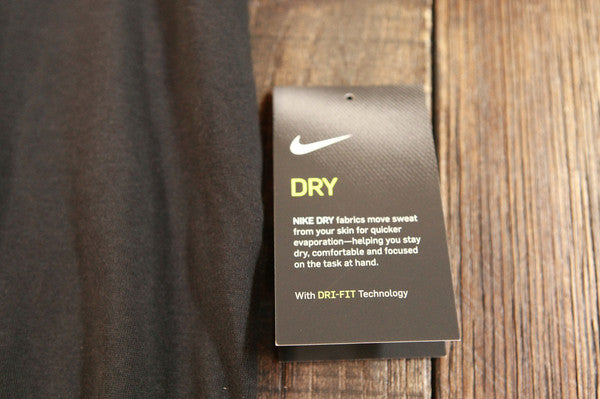 DRY
NIKE DRY fabrics move sweat
from your skin for quicker
evaporation—helping you stay
dry, comfortable and focused
on the task at hand.
With DRI-FIT Technology